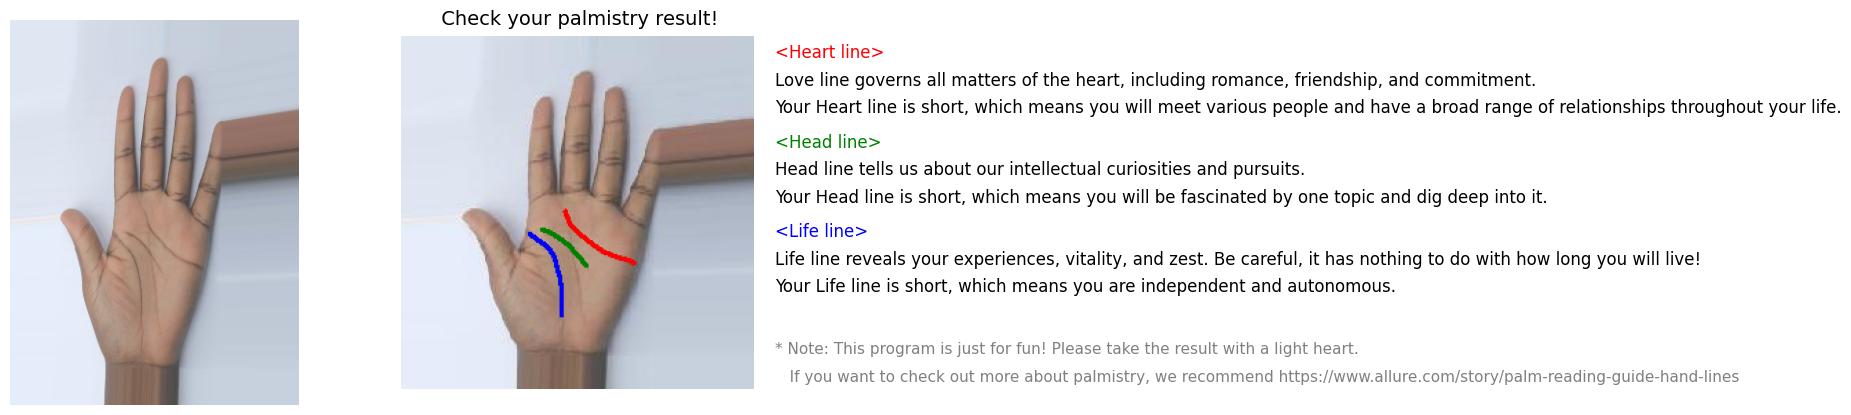 Check your palmistry result!
<Heart line>
Love line governs all matters of the heart, including romance, friendship, and commitment.
Your Heart line is short, which means you will meet various people and have a broad range of relationships throughout your life.
<Head line>
Head line tells us about our intellectual curiosities and pursuits.
Your Head line is short, which means you will be fascinated by one topic and dig deep into it.
<Life line>
Life line reveals your experiences, vitality, and zest. Be careful, it has nothing to do with how long you will live!
Your Life line is short, which means you are independent and autonomous.
* Note: This program is just for fun! Please take the result with a light heart.
If you want to check out more about palmistry, we recommend https://www.allure.com/story/palm-reading-guide-hand-lines